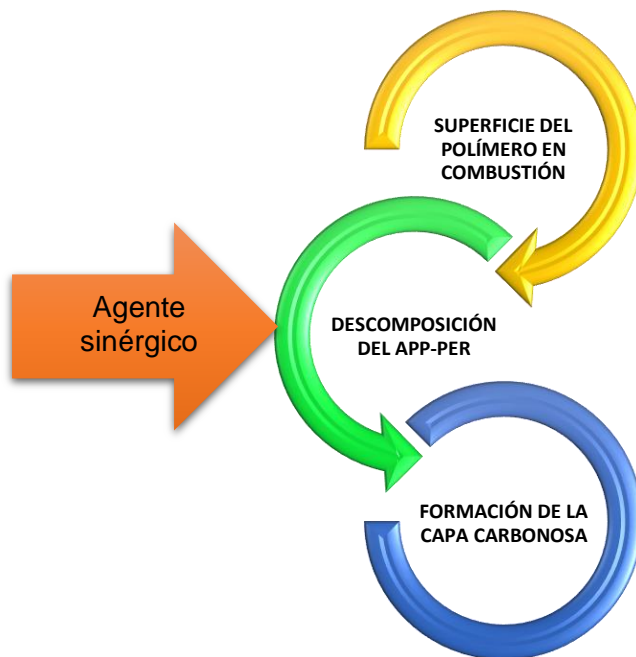 SUPERFICIE DEL
POLÍMERO EN
COMBUSTIÓN
Agente
sinérgico
DESCOMPOSICIÓN
DEL APP-PER
FORMACIÓN DE LA
CAPA CARBONOSA